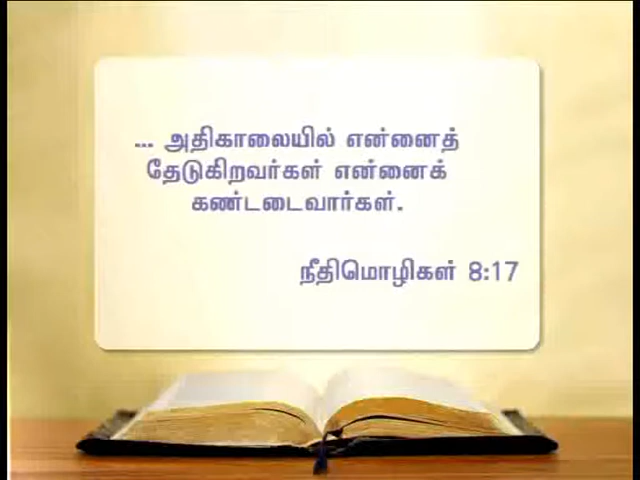 ... அதிகாலையில் என்னைத்
தேடுகிறவர்கள் என்னைக்
கண்டடைவார்கள்.
நீதிமொழிகள் 8:17